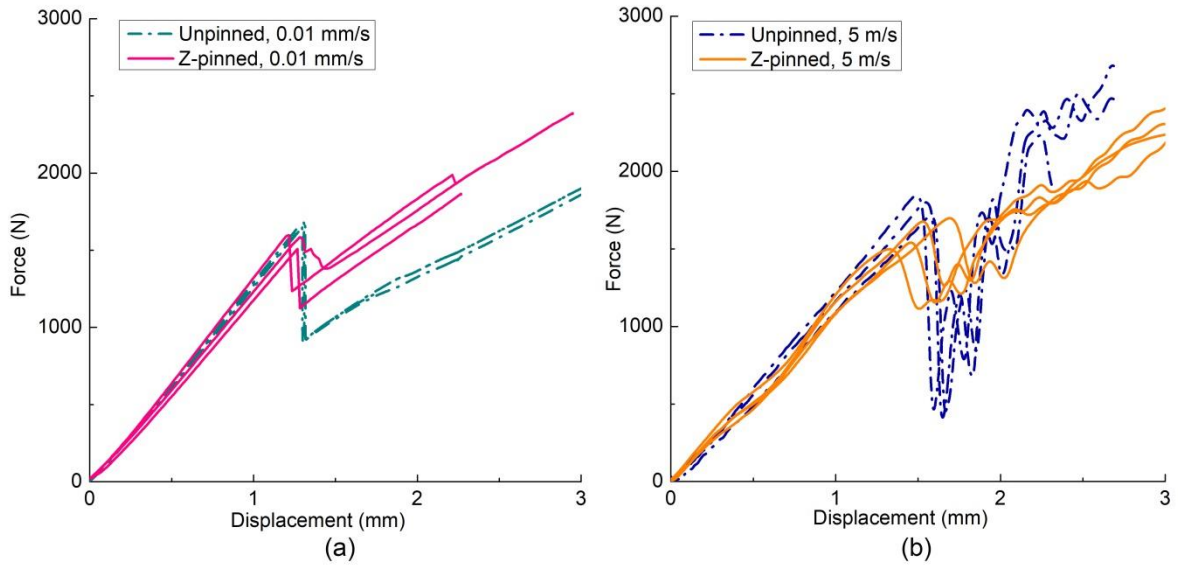 3000
2000
1000
0
Force (N)
Unpinned, 0.01 mm/s
Z-pinned, 0.01 mm/s
0 1 2 3
Displacement (mm)
(a)
3000
2000
1000
0
Force (N)
Unpinned, 5 m/s
Z-pinned, 5 m/s
0 1 2 3
Displacement (mm)
(b)